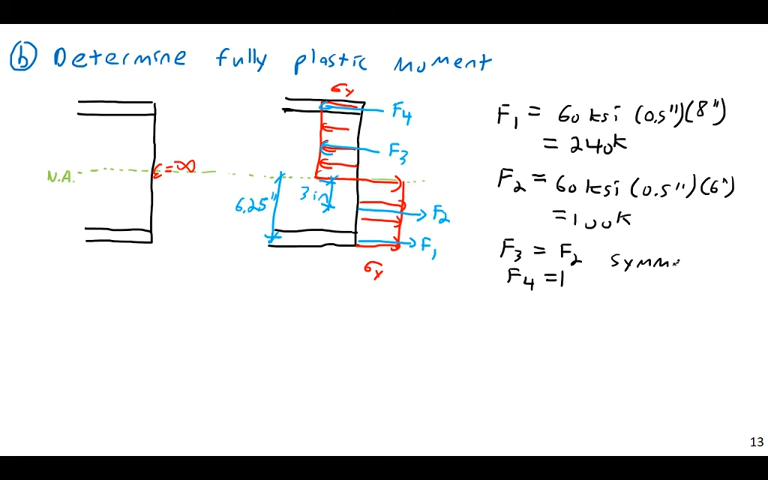 b Determine fully plastic moment
σy
F4
F3
N.A.
ε=∞
6.25"
3 in
F2
F1
σy
F1 = 60 ksi (0.5")(8")
= 240k
F2 = 60 ksi (0.5")(6")
= 100k
F3 = F2 symm
F4 = 1
13